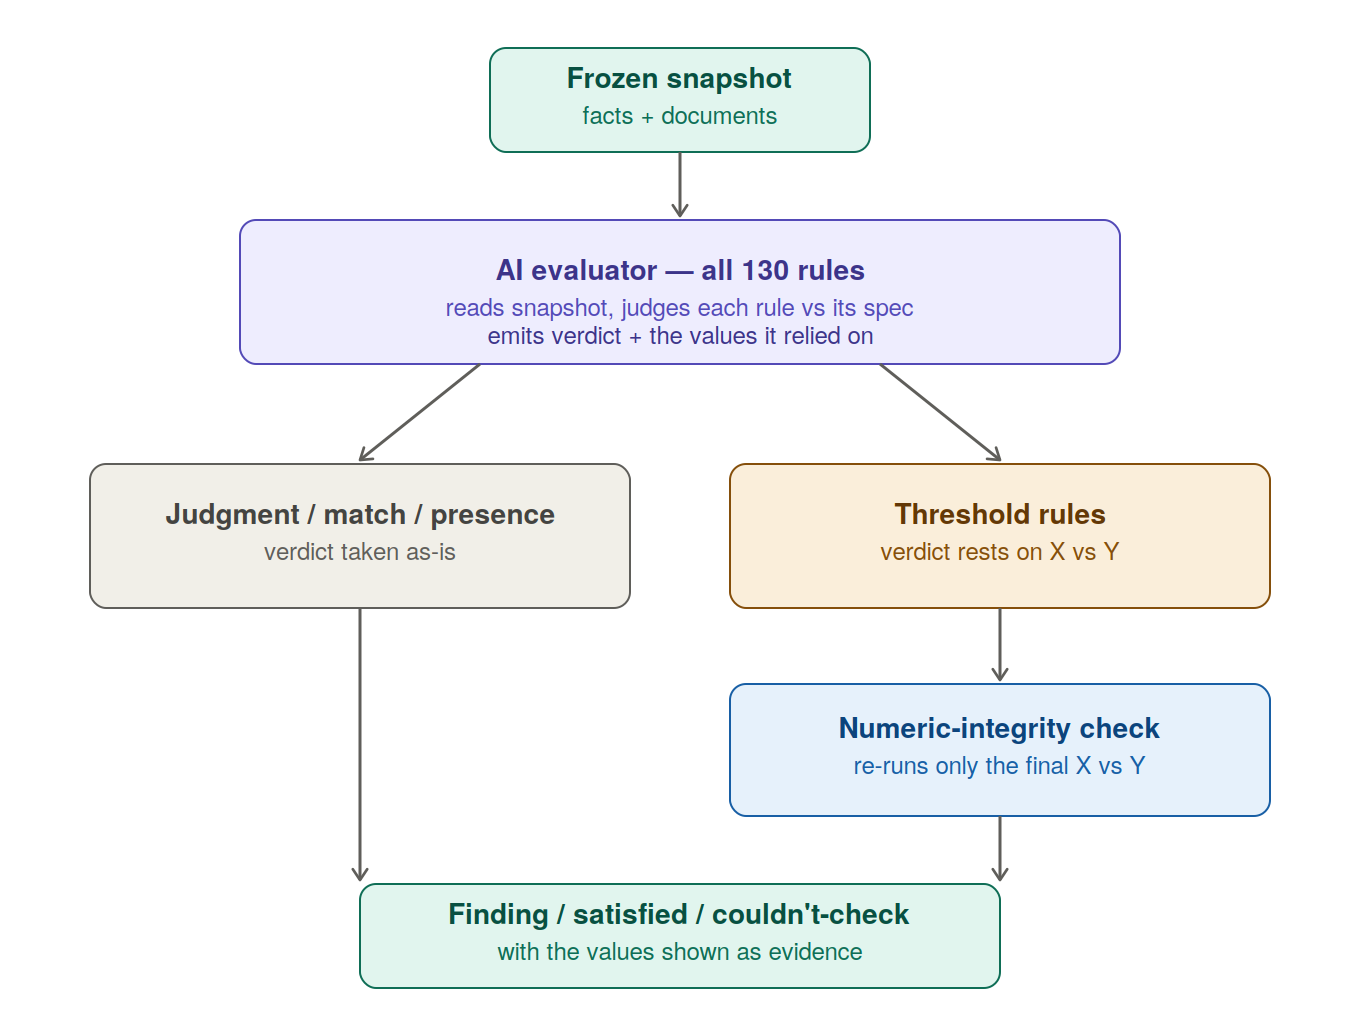 Frozen snapshot
facts + documents
AI evaluator — all 130 rules
reads snapshot, judges each rule vs its spec
emits verdict + the values it relied on
Judgment / match / presence
verdict taken as-is
Threshold rules
verdict rests on X vs Y
Numeric-integrity check
re-runs only the final X vs Y
Finding / satisfied / couldn't-check
with the values shown as evidence